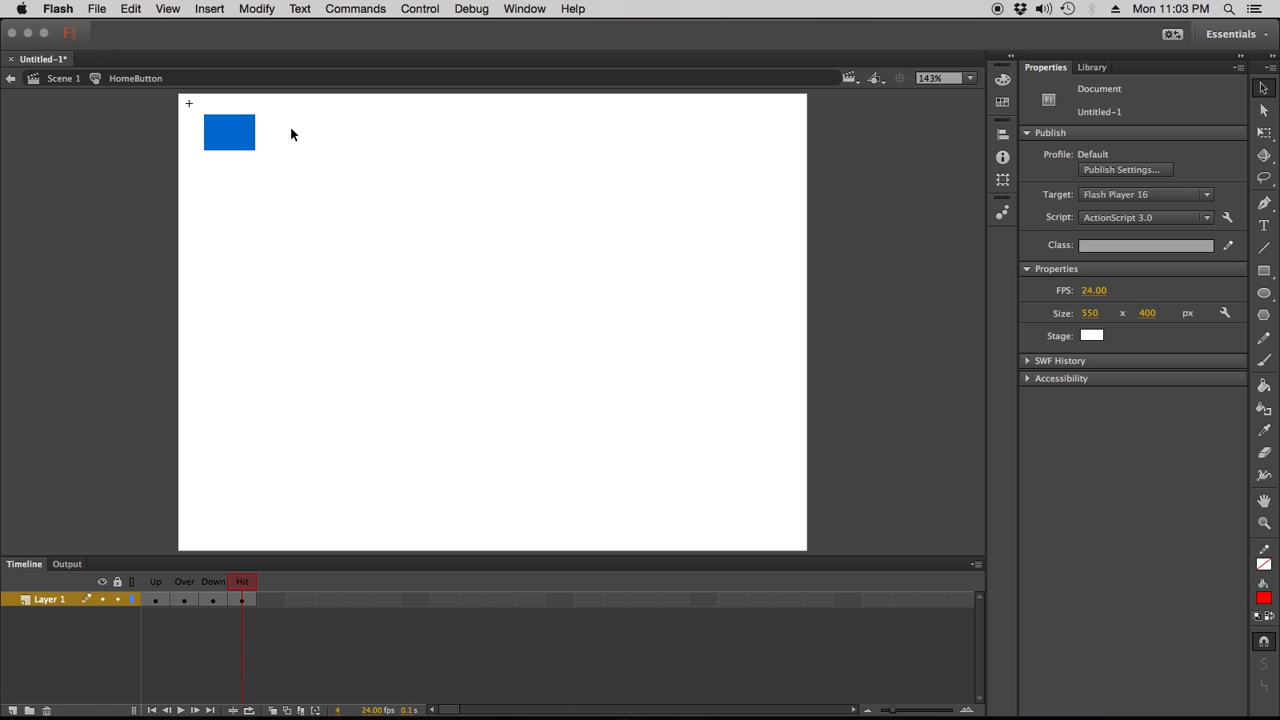 Flash File Edit View Insert Modify Text Commands Control Debug Window Help Mon 11:03 PM
Fl Essentials
× Untitled-1*
Scene 1 HomeButton 143%
Properties Library
Document
Fl
Untitled-1
Publish
Profile: Default
Publish Settings...
Target: Flash Player 16
Script: ActionScript 3.0
Class:
Properties
FPS: 24.00
Size: 550 x 400 px
Stage:
SWF History
Accessibility
Timeline Output
Up Over Down Hit
Layer 1
4 24.00 fps 0.1 s